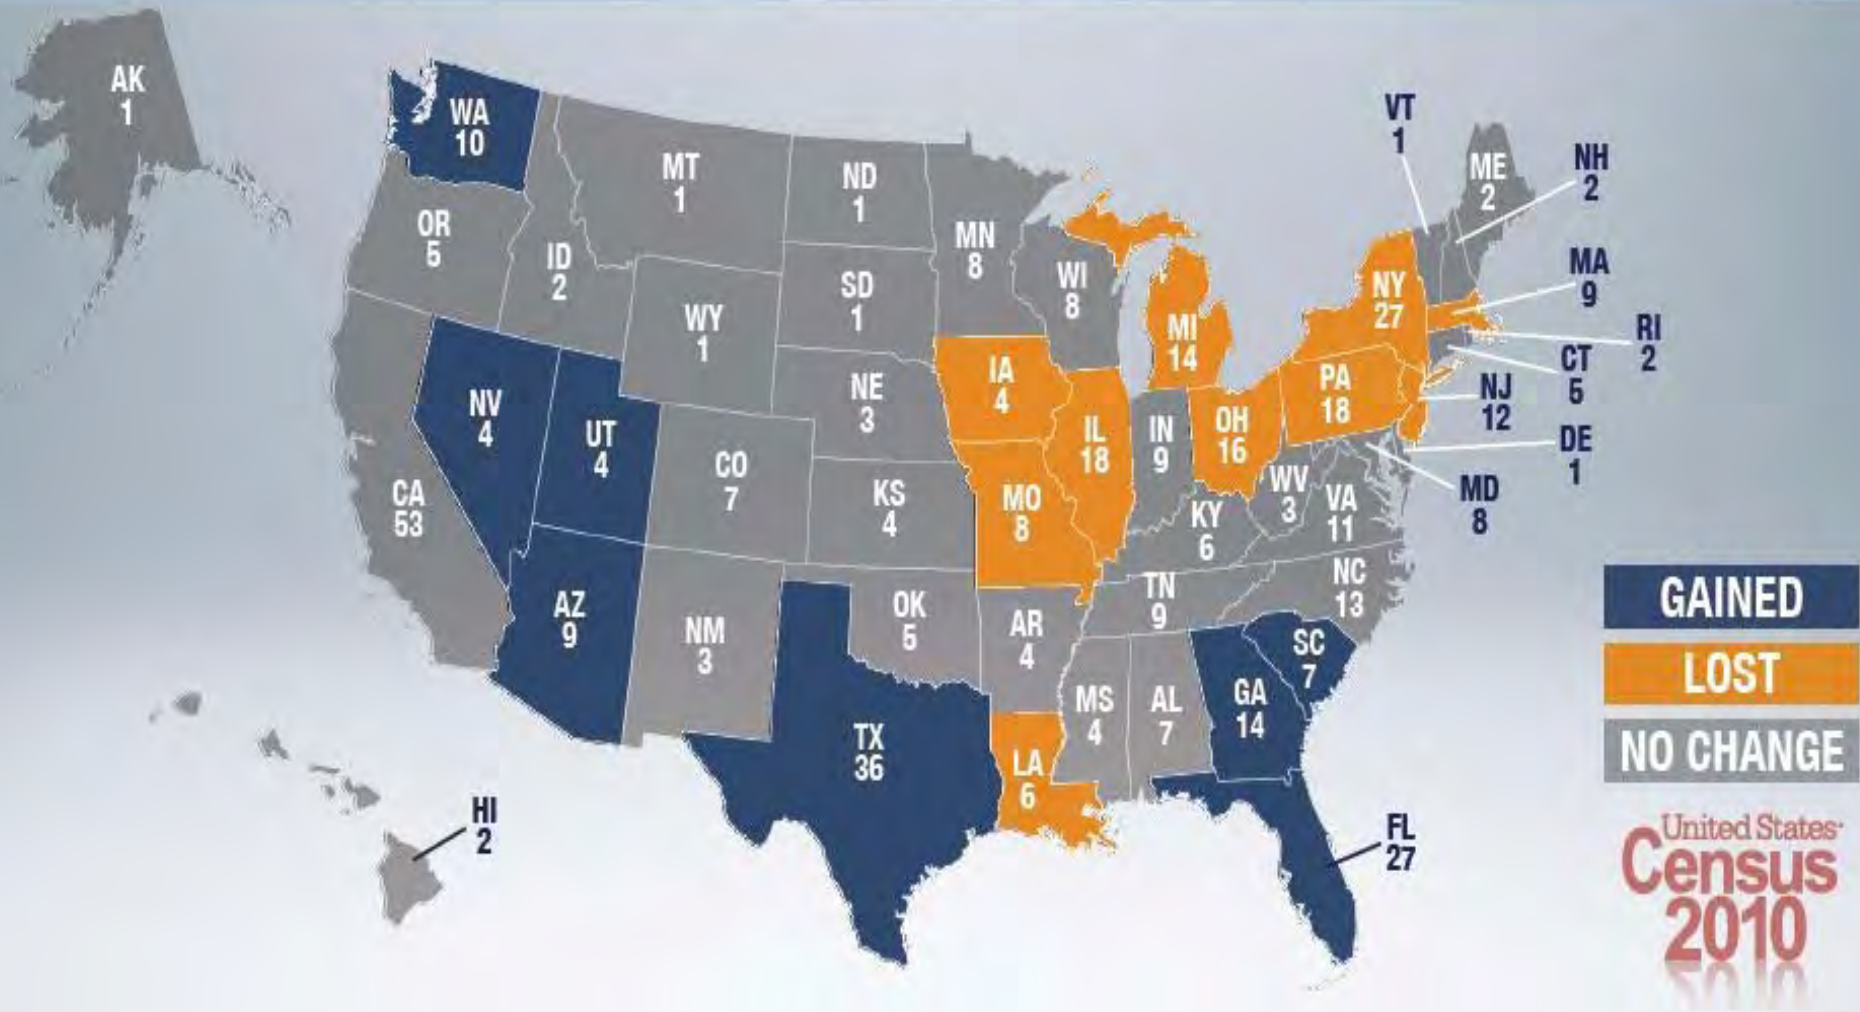 AK
1
WA
10
VT
1
NH
2
ME
2
MT
1
ND
1
OR
5
ID
2
MN
8
WI
8
SD
1
WY
1
MA
9
NY
27
RI
2
MI
14
CT
5
NJ
12
PA
18
IA
4
NE
3
NV
4
UT
4
OH
16
IL
18
IN
9
DE
1
CO
7
CA
53
KS
4
MO
8
WV
3
VA
11
MD
8
KY
6
NC
13
TN
9
AZ
9
NM
3
OK
5
AR
4
SC
7
GA
14
MS
4
AL
7
TX
36
LA
6
HI
2
FL
27
GAINED
LOST
NO CHANGE
United States
Census
2010